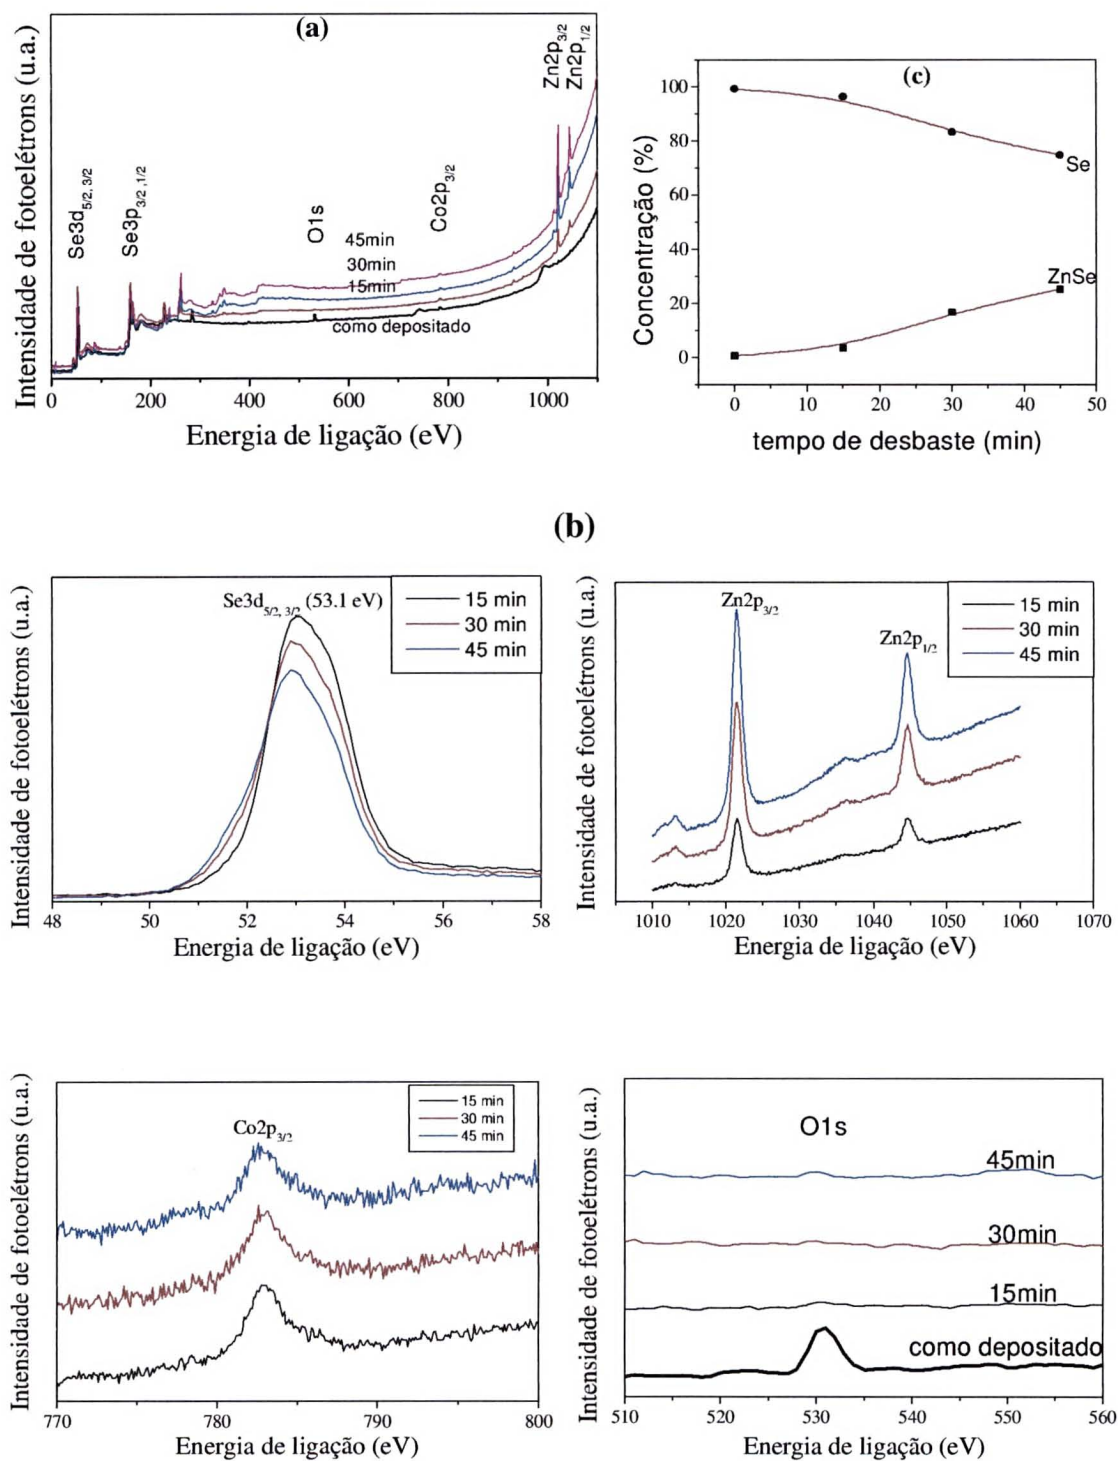 (a)
Intensidade de fotoelétrons (u.a.)
Se3d5/2, 3/2
Se3p3/2 ,1/2
O1s
Co2p3/2
Zn2p3/2
Zn2p1/2
45min
30min
15min
como depositado
0 200 400 600 800 1000
Energia de ligação (eV)
(c)
Concentração (%)
100
80
60
40
20
0
Se
ZnSe
0 10 20 30 40 50
tempo de desbaste (min)
(b)
Intensidade de fotoelétrons (u.a.)
Se3d5/2, 3/2 (53.1 eV)
15 min
30 min
45 min
48 50 52 54 56 58
Energia de ligação (eV)
Intensidade de fotoelétrons (u.a.)
Zn2p3/2
Zn2p1/2
15 min
30 min
45 min
1010 1020 1030 1040 1050 1060 1070
Energia de ligação (eV)
Intensidade de fotoelétrons (u.a.)
Co2p3/2
15 min
30 min
45 min
770 780 790 800
Energia de ligação (eV)
Intensidade de fotoelétrons (u.a.)
O1s
45min
30min
15min
como depositado
510 520 530 540 550 560
Energia de ligação (eV)